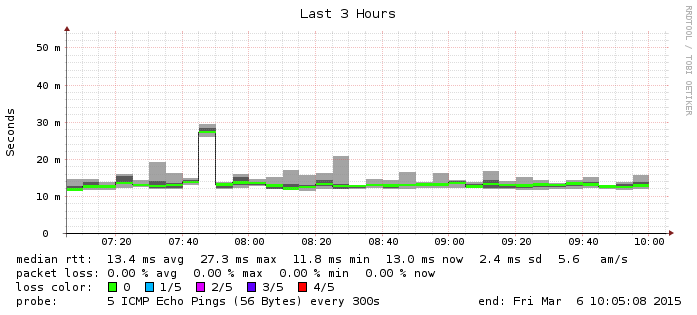 Last 3 Hours
RRDTOOL / TOBI OETIKER
Seconds
50 m
40 m
30 m
20 m
10 m
0
07:20 07:40 08:00 08:20 08:40 09:00 09:20 09:40 10:00
median rtt: 13.4 ms avg 27.3 ms max 11.8 ms min 13.0 ms now 2.4 ms sd 5.6 am/s
packet loss: 0.00 % avg 0.00 % max 0.00 % min 0.00 % now
loss color: 0 1/5 2/5 3/5 4/5
probe: 5 ICMP Echo Pings (56 Bytes) every 300s end: Fri Mar 6 10:05:08 2015